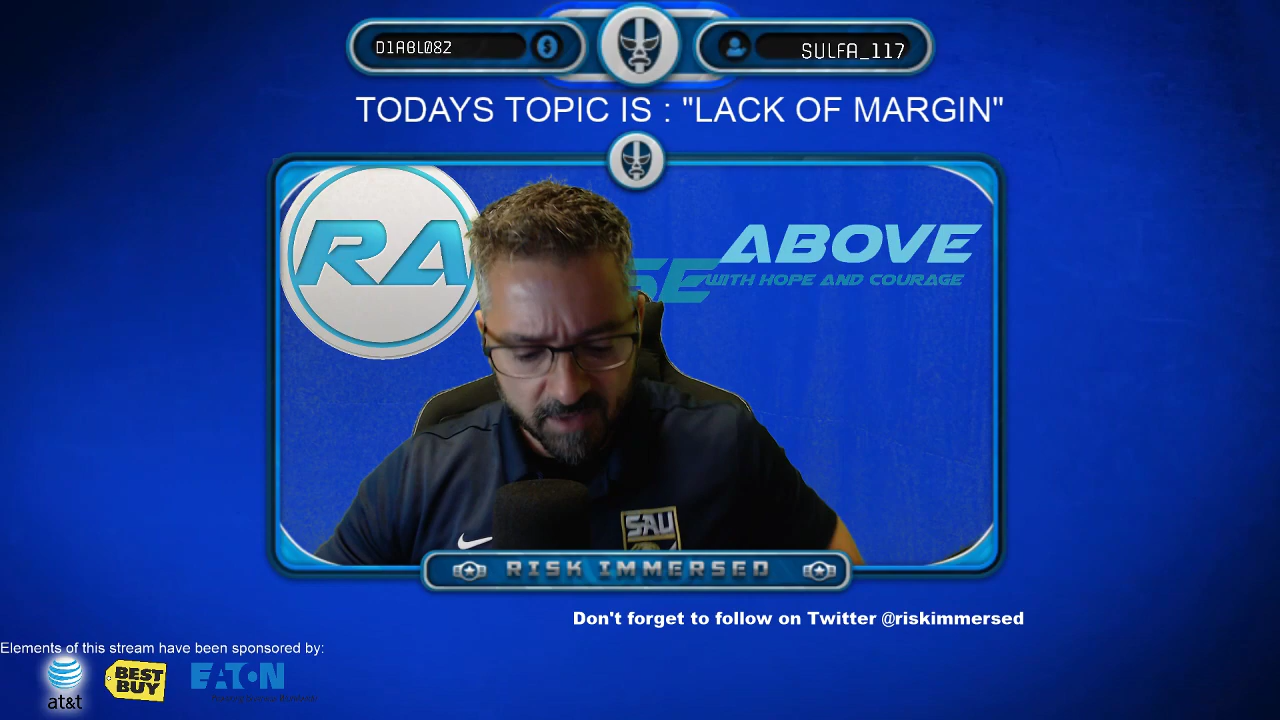 D1ABL082
SULFA_117
TODAYS TOPIC IS : "LACK OF MARGIN"
RA
ABOVE
SE
WITH HOPE AND COURAGE
SAU
RISK IMMERSED
Don't forget to follow on Twitter @riskimmersed
Elements of this stream have been sponsored by:
at&t
BEST
BUY
EATON